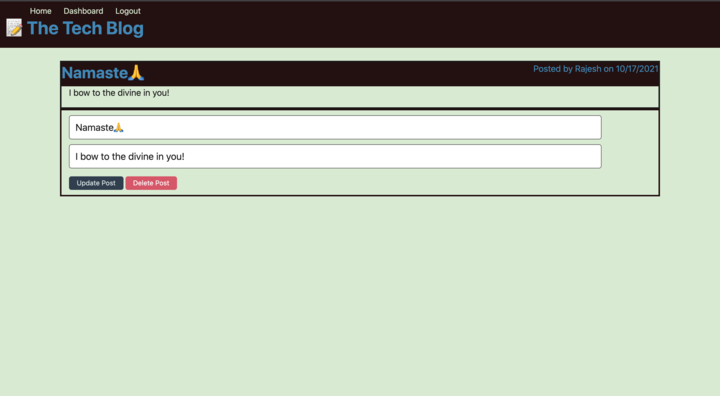 Home Dashboard Logout
📝 The Tech Blog
Namaste🙏 Posted by Rajesh on 10/17/2021
I bow to the divine in you!
Namaste🙏
I bow to the divine in you!
Update Post Delete Post